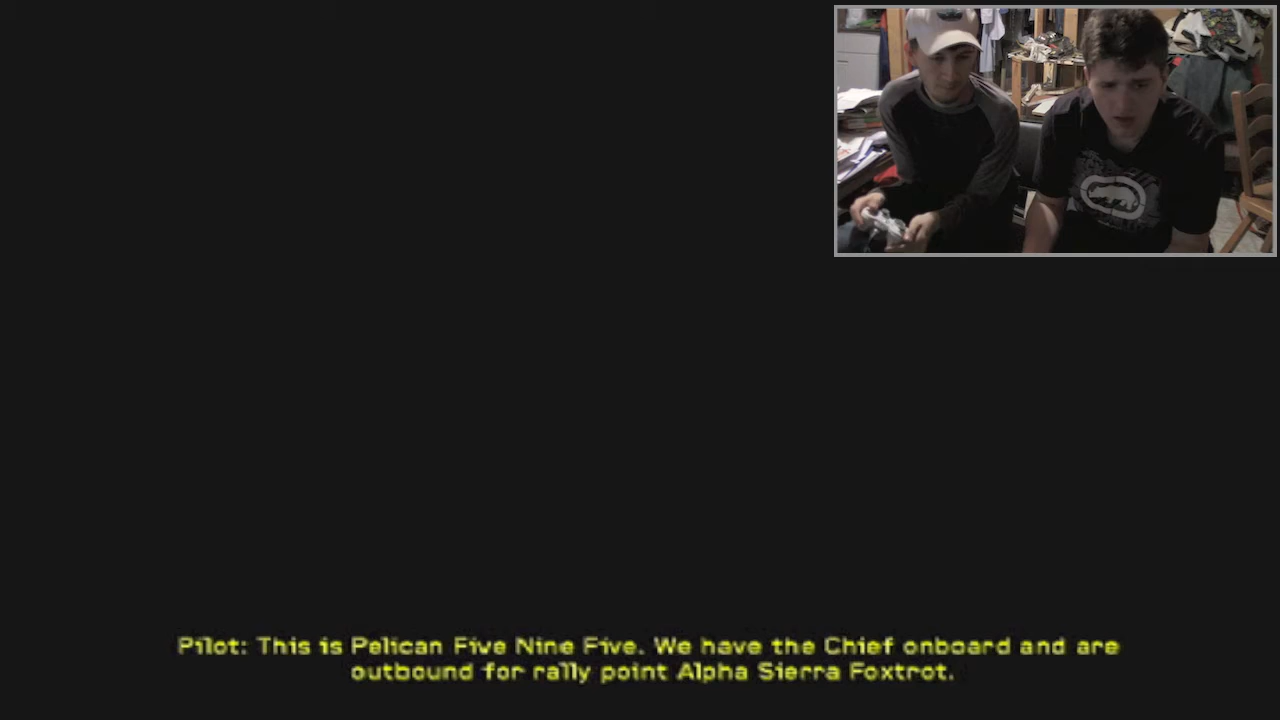 Pilot: This is Pelican Five Nine Five. We have the Chief onboard and are
outbound for rally point Alpha Sierra Foxtrot.